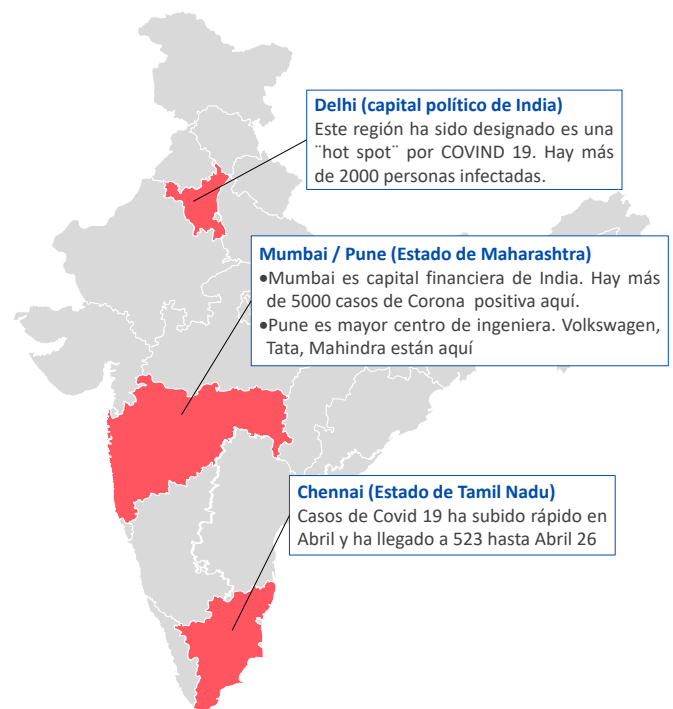 Delhi (capital político de India)
Este región ha sido designado es una
¨hot spot¨ por COVIND 19. Hay más
de 2000 personas infectadas.
Mumbai / Pune (Estado de Maharashtra)
•Mumbai es capital financiera de India. Hay más
de 5000 casos de Corona positiva aquí.
•Pune es mayor centro de ingeniera. Volkswagen,
Tata, Mahindra están aquí
Chennai (Estado de Tamil Nadu)
Casos de Covid 19 ha subido rápido en
Abril y ha llegado a 523 hasta Abril 26